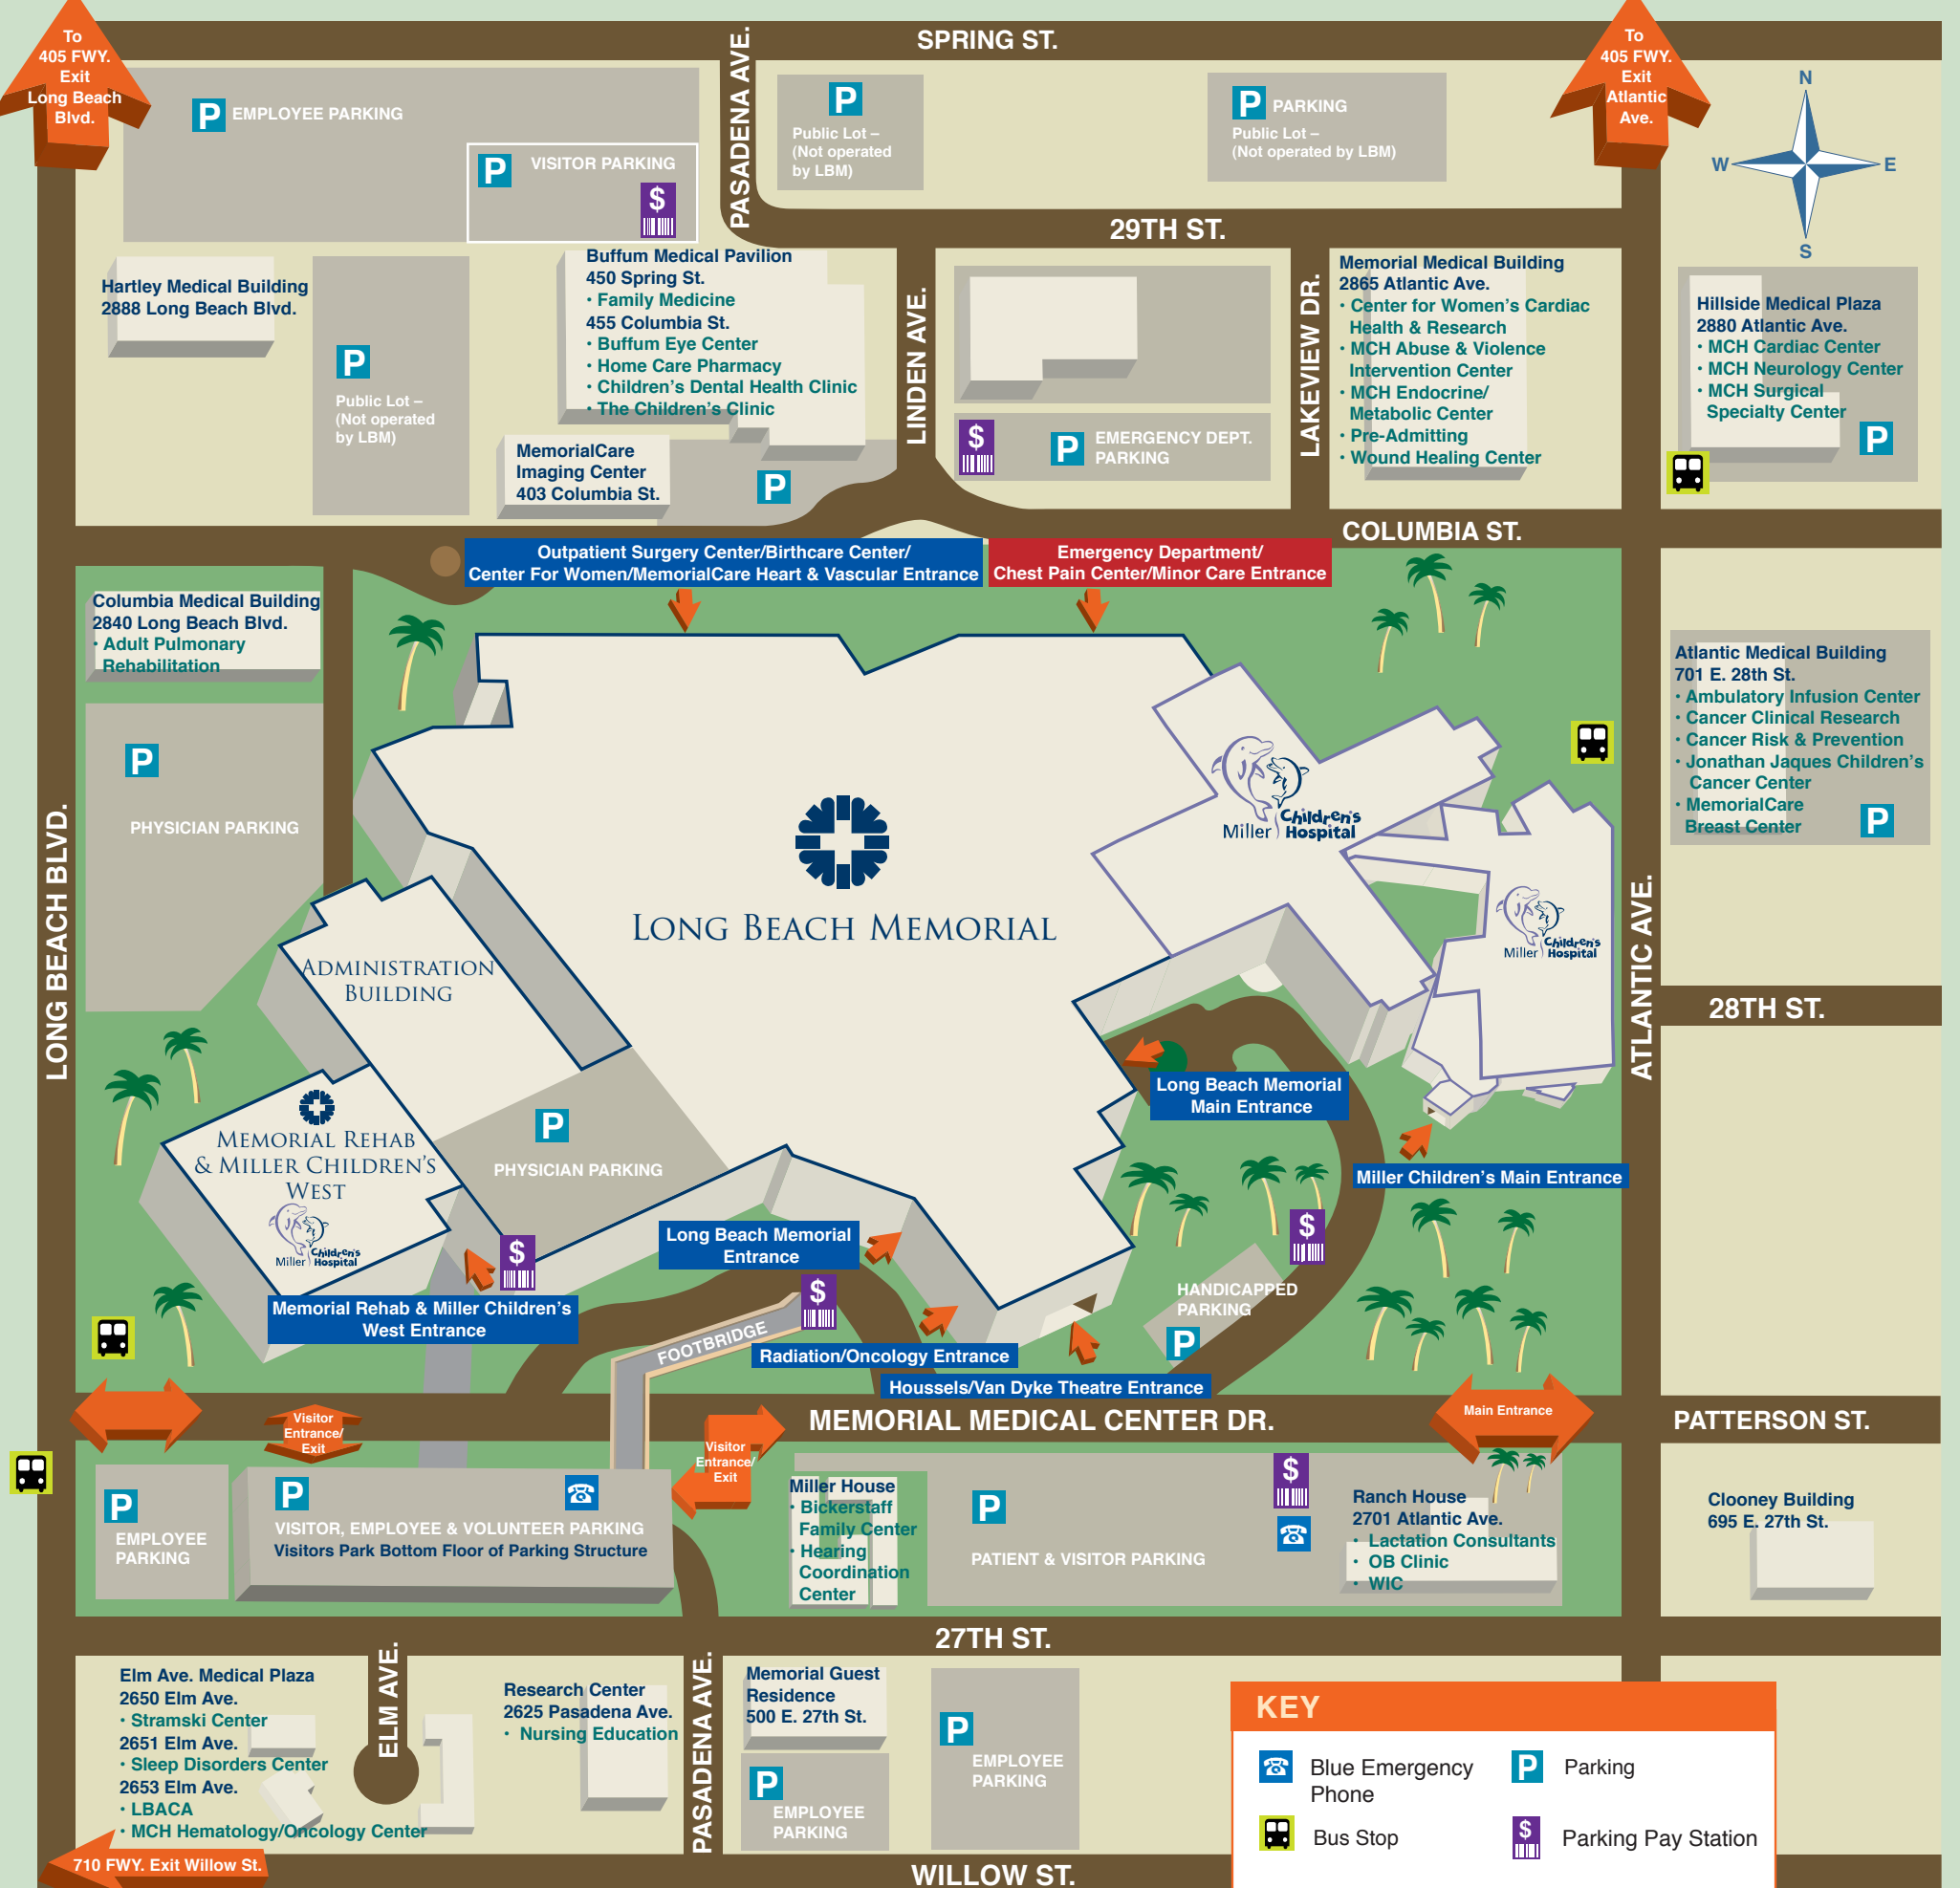 To
405 FWY.
Exit
Long Beach
Blvd.
SPRING ST.
To
405 FWY.
Exit
Atlantic
Ave.
N
W
E
S
P
EMPLOYEE PARKING
P
VISITOR PARKING
$
PASADENA AVE.
P
Public Lot –
(Not operated
by LBM)
P
PARKING
Public Lot –
(Not operated by LBM)
29TH ST.
Hartley Medical Building
2888 Long Beach Blvd.
P
Public Lot –
(Not operated
by LBM)
Buffum Medical Pavilion
450 Spring St.
• Family Medicine
455 Columbia St.
• Buffum Eye Center
• Home Care Pharmacy
• Children's Dental Health Clinic
• The Children's Clinic
MemorialCare
Imaging Center
403 Columbia St.
P
LINDEN AVE.
$
P
EMERGENCY DEPT.
PARKING
LAKEVIEW DR.
Memorial Medical Building
2865 Atlantic Ave.
• Center for Women's Cardiac
Health & Research
• MCH Abuse & Violence
Intervention Center
• MCH Endocrine/
Metabolic Center
• Pre-Admitting
• Wound Healing Center
Hillside Medical Plaza
2880 Atlantic Ave.
• MCH Cardiac Center
• MCH Neurology Center
• MCH Surgical
Specialty Center
P
COLUMBIA ST.
Outpatient Surgery Center/Birthcare Center/
Center For Women/MemorialCare Heart & Vascular Entrance
Emergency Department/
Chest Pain Center/Minor Care Entrance
Columbia Medical Building
2840 Long Beach Blvd.
• Adult Pulmonary
Rehabilitation
P
PHYSICIAN PARKING
LONG BEACH BLVD.
LONG BEACH MEMORIAL
Miller Children's
Hospital
Miller Children's
Hospital
Atlantic Medical Building
701 E. 28th St.
• Ambulatory Infusion Center
• Cancer Clinical Research
• Cancer Risk & Prevention
• Jonathan Jaques Children's
Cancer Center
• MemorialCare
Breast Center
P
ATLANTIC AVE.
28TH ST.
ADMINISTRATION
BUILDING
MEMORIAL REHAB
& MILLER CHILDREN'S
WEST
Miller Children's
Hospital
P
PHYSICIAN PARKING
Long Beach Memorial
Main Entrance
Miller Children's Main Entrance
Long Beach Memorial
Entrance
$
$
$
Memorial Rehab & Miller Children's
West Entrance
FOOTBRIDGE
Radiation/Oncology Entrance
Houssels/Van Dyke Theatre Entrance
HANDICAPPED
PARKING
P
Visitor
Entrance/
Exit
Visitor
Entrance/
Exit
MEMORIAL MEDICAL CENTER DR.
Main Entrance
PATTERSON ST.
P
EMPLOYEE
PARKING
P
VISITOR, EMPLOYEE & VOLUNTEER PARKING
Visitors Park Bottom Floor of Parking Structure
Miller House
• Bickerstaff
Family Center
• Hearing
Coordination
Center
P
PATIENT & VISITOR PARKING
$
Ranch House
2701 Atlantic Ave.
• Lactation Consultants
• OB Clinic
• WIC
Clooney Building
695 E. 27th St.
27TH ST.
Elm Ave. Medical Plaza
2650 Elm Ave.
• Stramski Center
2651 Elm Ave.
• Sleep Disorders Center
2653 Elm Ave.
• LBACA
• MCH Hematology/Oncology Center
ELM AVE.
Research Center
2625 Pasadena Ave.
• Nursing Education
PASADENA AVE.
Memorial Guest
Residence
500 E. 27th St.
P
EMPLOYEE
PARKING
P
EMPLOYEE
PARKING
710 FWY. Exit Willow St.
WILLOW ST.
KEY
Blue Emergency
Phone
P
Parking
Bus Stop
$
Parking Pay Station